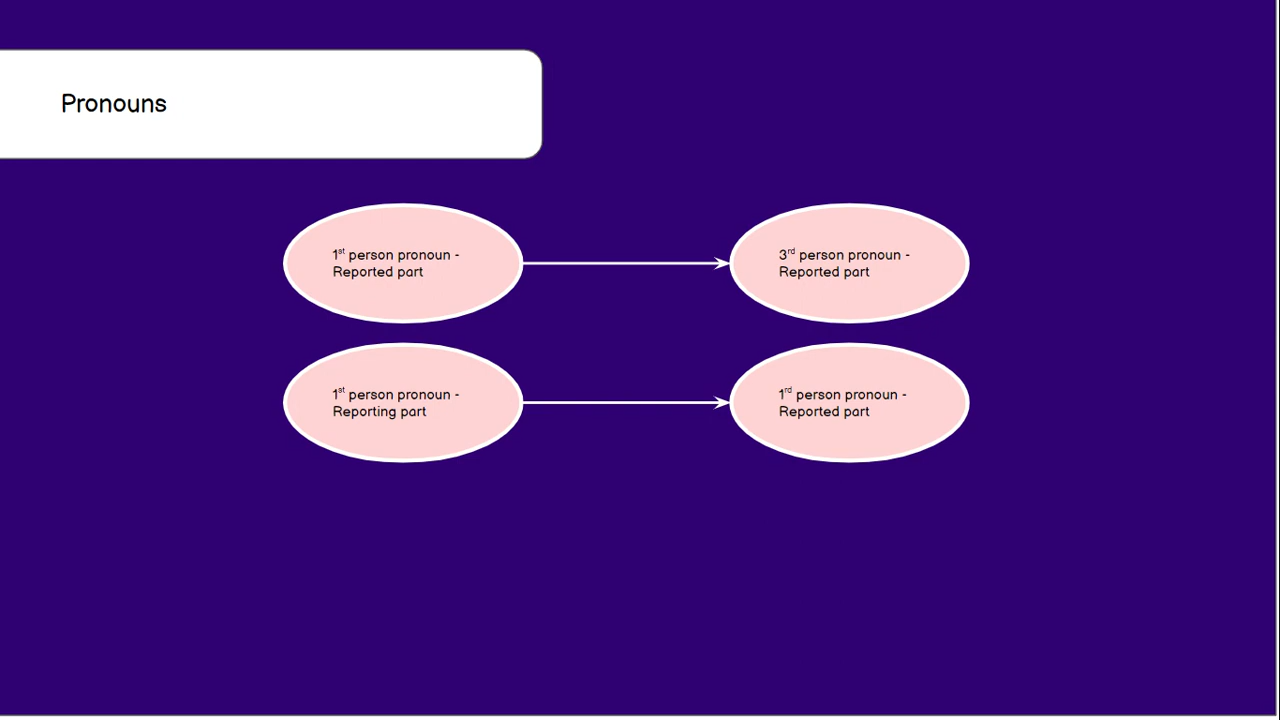 Pronouns
1st person pronoun -
Reported part
3rd person pronoun -
Reported part
1st person pronoun -
Reporting part
1rd person pronoun -
Reported part